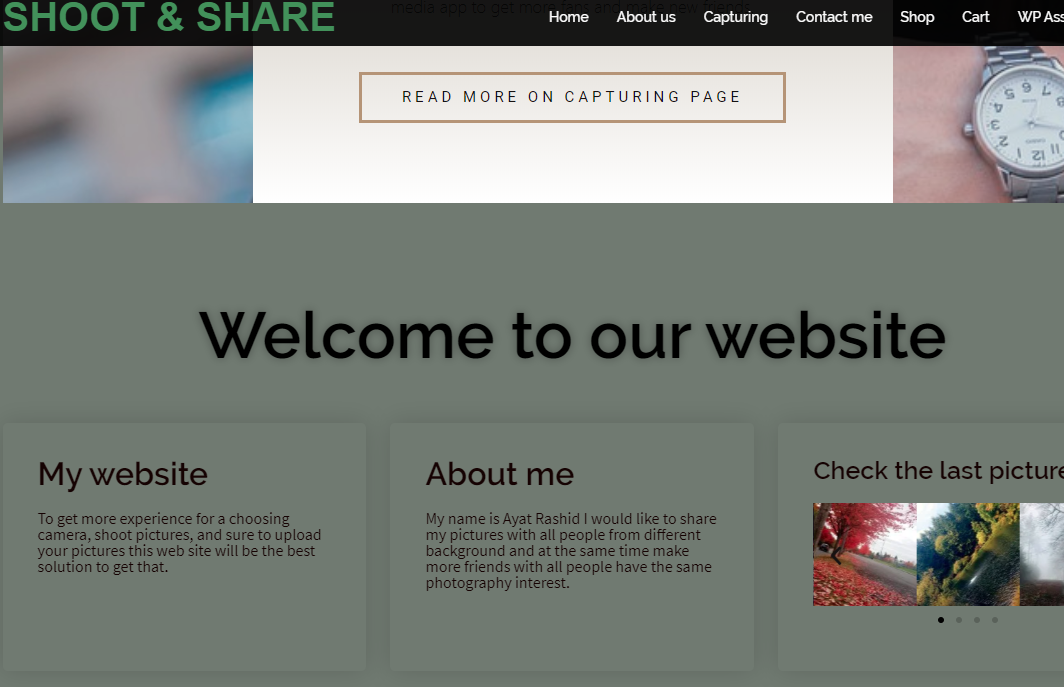 SHOOT & SHARE
media app to get more fans and make new friends.
Home About us Capturing Contact me Shop Cart WP Ass
READ MORE ON CAPTURING PAGE
Welcome to our website
My website
To get more experience for a choosing
camera, shoot pictures, and sure to upload
your pictures this web site will be the best
solution to get that.
About me
My name is Ayat Rashid I would like to share
my pictures with all people from different
background and at the same time make
more friends with all people have the same
photography interest.
Check the last picture